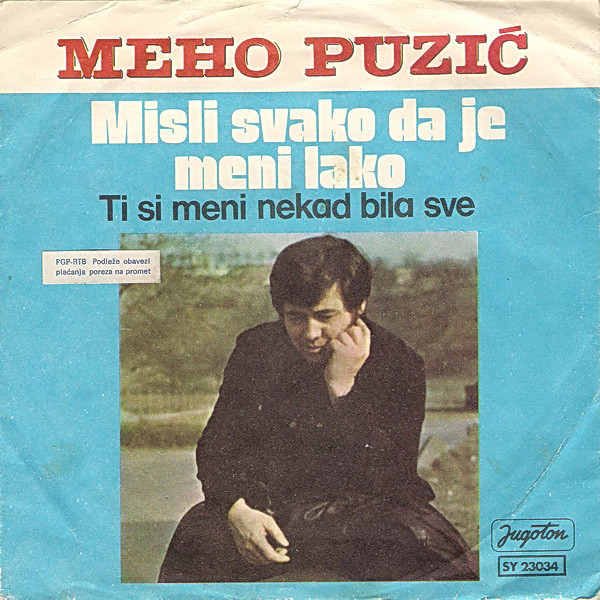 MEHO PUZIĆ
Misli svako da je
meni lako
Ti si meni nekad bila sve
PGP-RTB Podleže obavezi
plaćanja poreza na promet
Jugoton
SY 23034